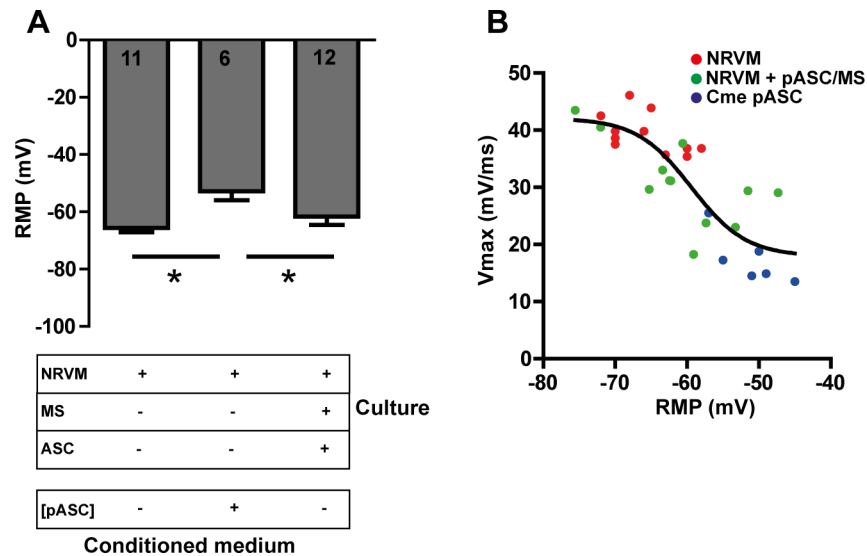 A
0
-20
-40
-60
-80
-100
RMP (mV)
11 6 12
* *
NRVM + + +
MS - - +
ASC - - +
Culture
[pASC] - + -
Conditioned medium
B
NRVM
NRVM + pASC/MS
Cme pASC
50
40
30
20
10
0
Vmax (mV/ms)
-80 -70 -60 -50 -40
RMP (mV)